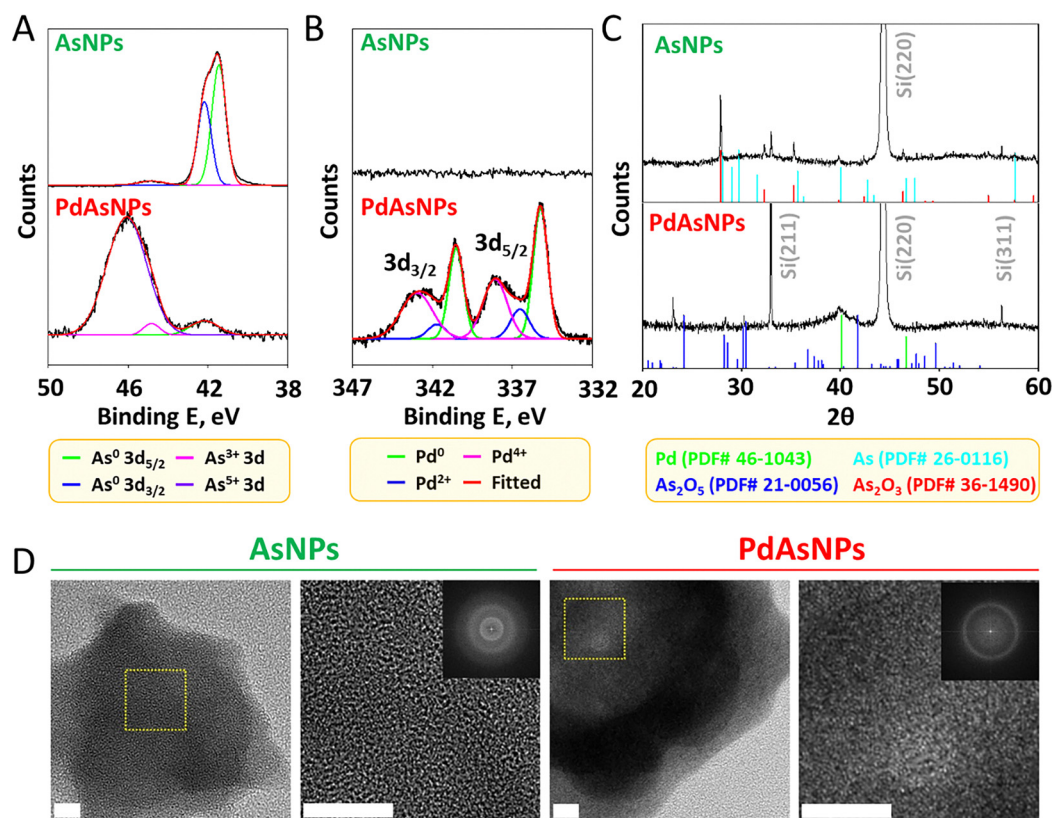 A
AsNPs
PdAsNPs
Counts
50 46 42 38
Binding E, eV
As⁰ 3d₅/₂ As³⁺ 3d
As⁰ 3d₃/₂ As⁵⁺ 3d
B
AsNPs
PdAsNPs
3d₃/₂
3d₅/₂
Counts
347 342 337 332
Binding E, eV
Pd⁰ Pd⁴⁺
Pd²⁺ Fitted
C
AsNPs
Si(220)
PdAsNPs
Si(211)
Si(220)
Si(311)
Counts
20 30 40 50 60
2θ
Pd (PDF# 46-1043) As (PDF# 26-0116)
As₂O₅ (PDF# 21-0056) As₂O₃ (PDF# 36-1490)
D
AsNPs
PdAsNPs